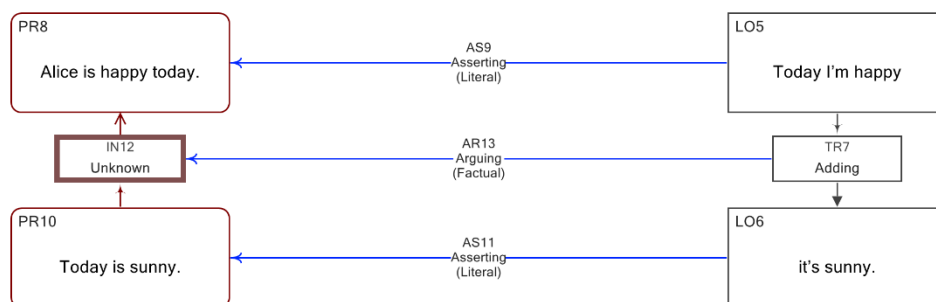 PR8
Alice is happy today.
AS9
Asserting
(Literal)
LO5
Today I'm happy
IN12
Unknown
AR13
Arguing
(Factual)
TR7
Adding
PR10
Today is sunny.
AS11
Asserting
(Literal)
LO6
it's sunny.